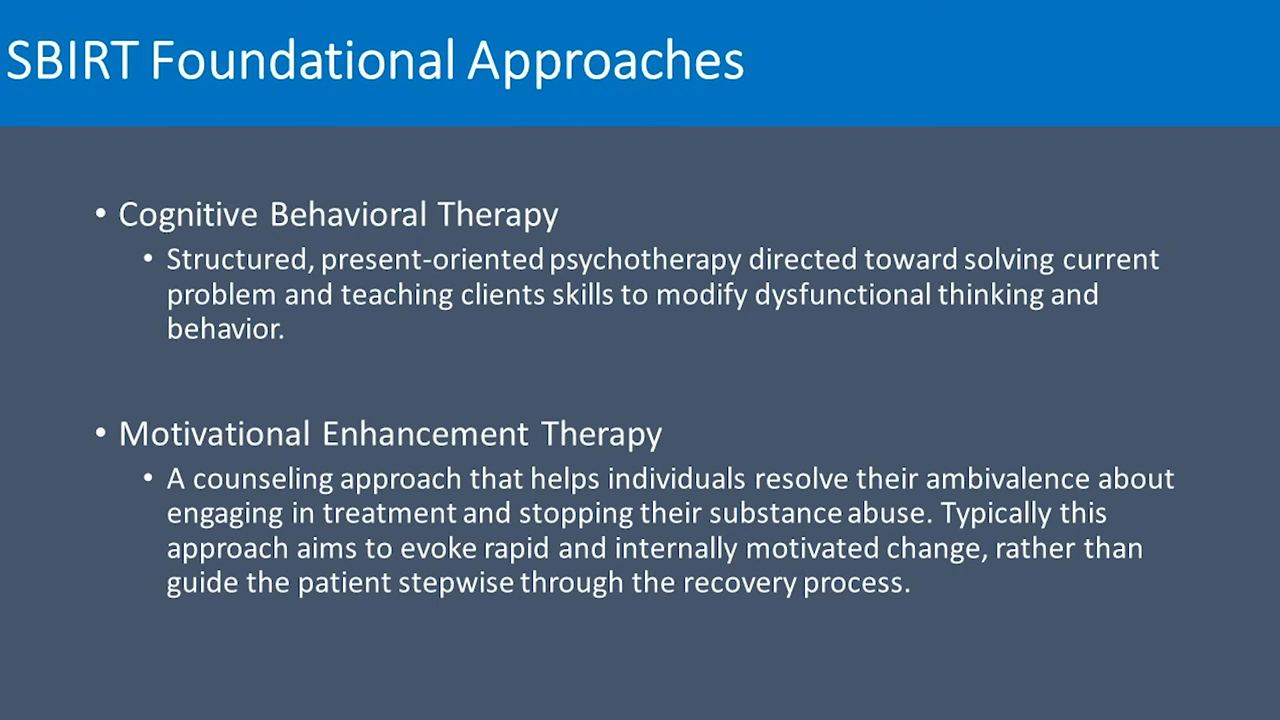 SBIRT Foundational Approaches
• Cognitive Behavioral Therapy
• Structured, present-oriented psychotherapy directed toward solving current
problem and teaching clients skills to modify dysfunctional thinking and
behavior.
• Motivational Enhancement Therapy
• A counseling approach that helps individuals resolve their ambivalence about
engaging in treatment and stopping their substance abuse. Typically this
approach aims to evoke rapid and internally motivated change, rather than
guide the patient stepwise through the recovery process.